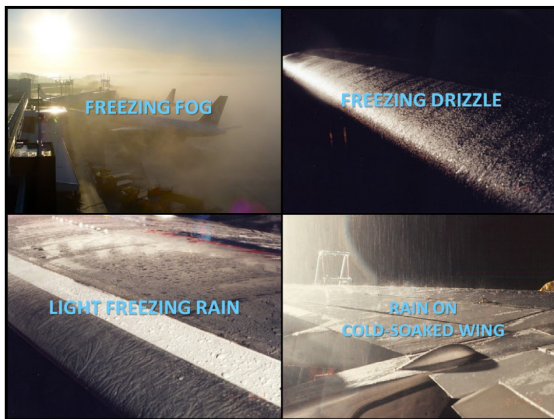 FREEZING FOG
FREEZING DRIZZLE
LIGHT FREEZING RAIN
RAIN ON
COLD-SOAKED WING